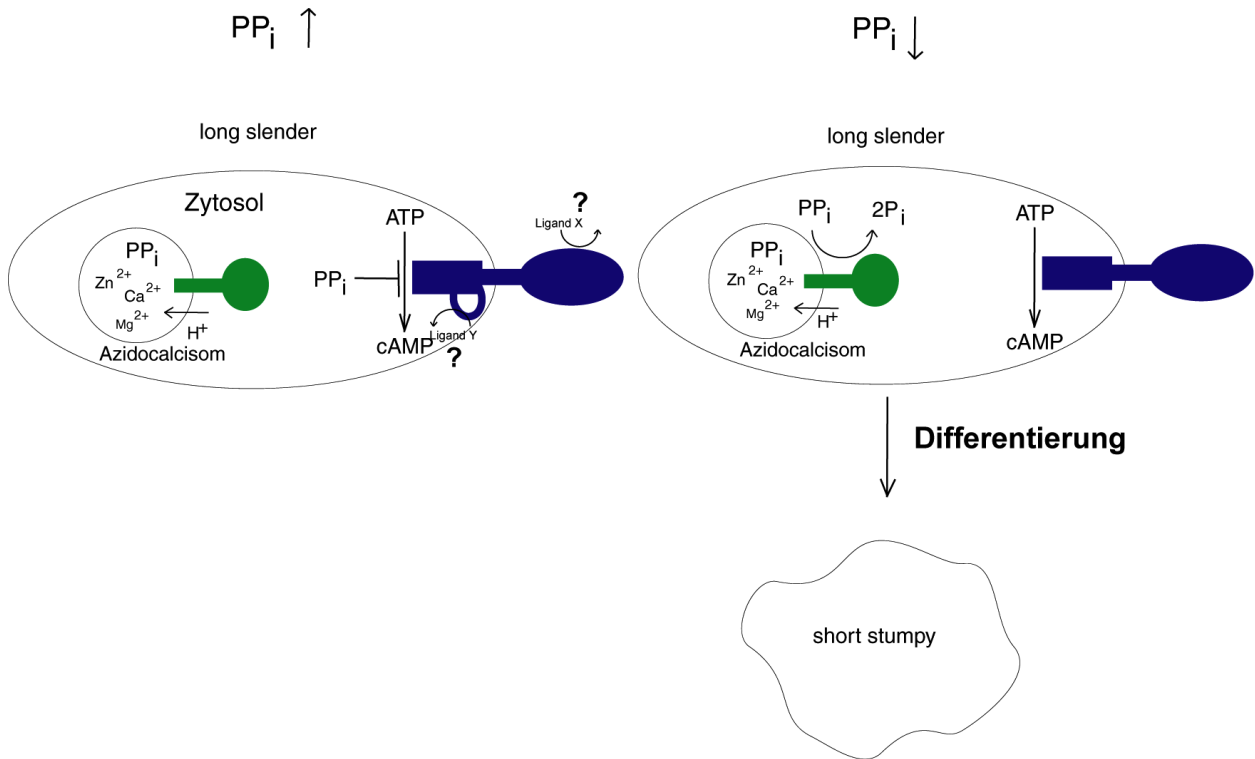 PPi ↑
long slender
Zytosol
ATP
?
Ligand X
PPi
Zn2+
Ca2+
Mg2+
H+
Azidocalcisom
PPi
cAMP
Ligand Y
?
PPi ↓
long slender
PPi
2Pi
ATP
PPi
Zn2+
Ca2+
Mg2+
H+
Azidocalcisom
cAMP
Differentierung
short stumpy